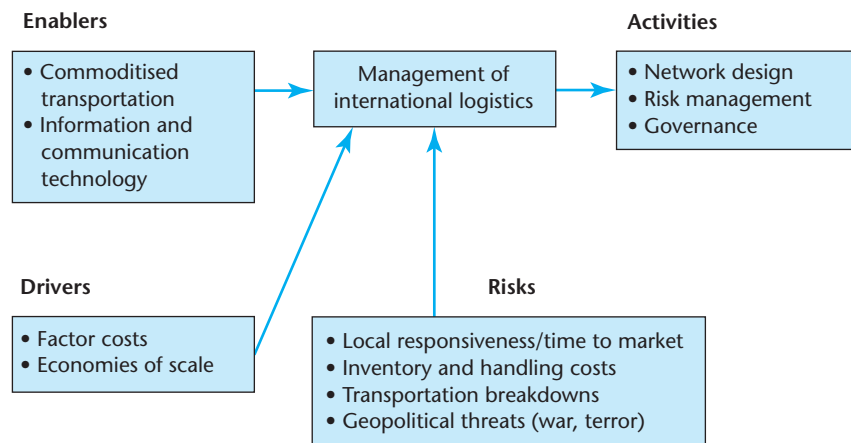 Enablers
• Commoditised
transportation
• Information and
communication
technology
Management of
international logistics
Activities
• Network design
• Risk management
• Governance
Drivers
• Factor costs
• Economies of scale
Risks
• Local responsiveness/time to market
• Inventory and handling costs
• Transportation breakdowns
• Geopolitical threats (war, terror)